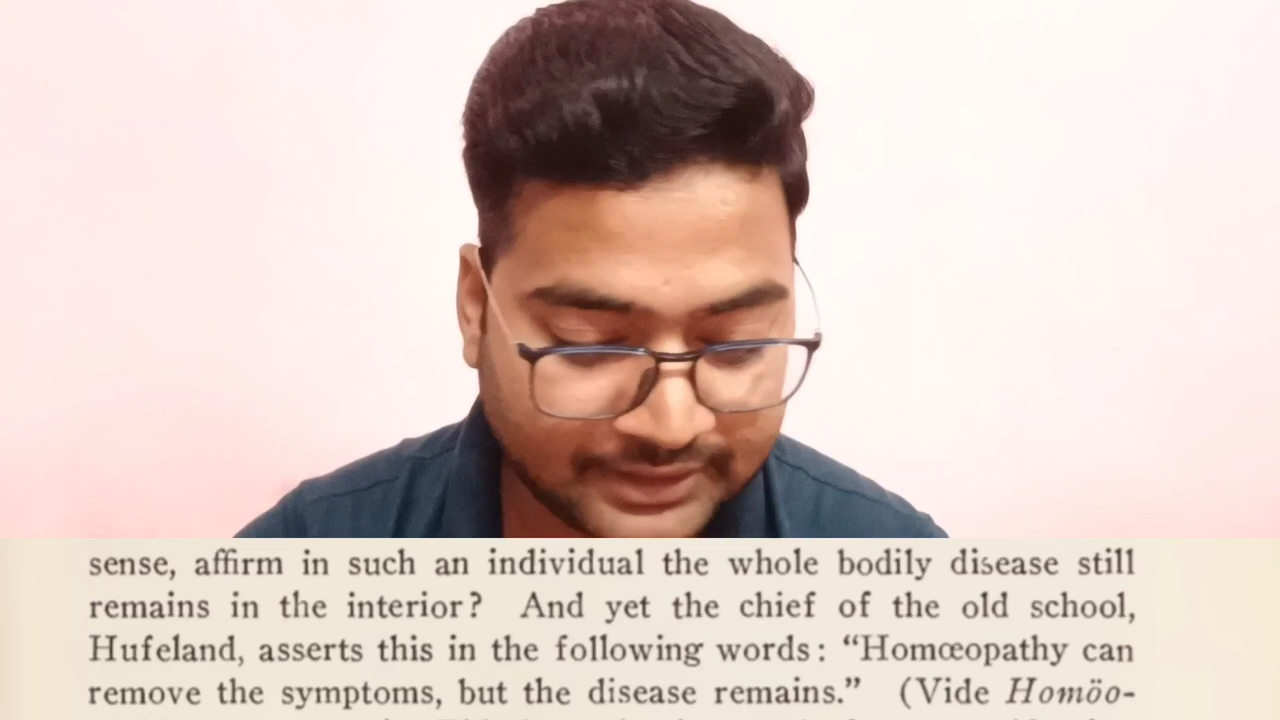 sense, affirm in such an individual the whole bodily disease still
remains in the interior? And yet the chief of the old school,
Hufeland, asserts this in the following words: “Homœopathy can
remove the symptoms, but the disease remains.” (Vide Homöo-